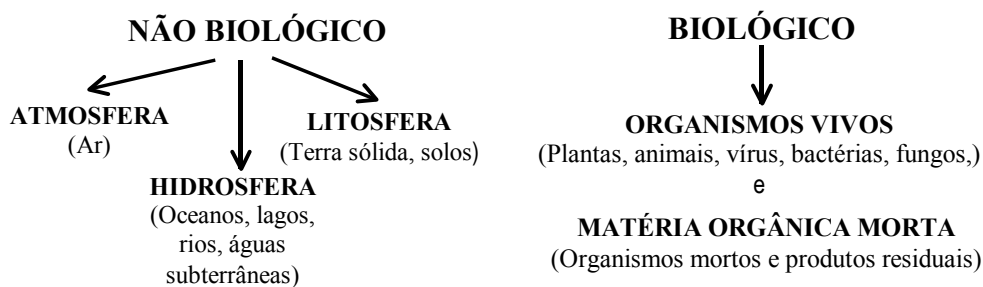 NÃO BIOLÓGICO
ATMOSFERA
(Ar)
LITOSFERA
(Terra sólida, solos)
HIDROSFERA
(Oceanos, lagos,
rios, águas
subterrâneas)
BIOLÓGICO
ORGANISMOS VIVOS
(Plantas, animais, vírus, bactérias, fungos,)
e
MATÉRIA ORGÂNICA MORTA
(Organismos mortos e produtos residuais)